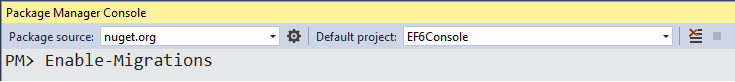 Package Manager Console
Package source: nuget.org Default project: EF6Console
PM> Enable-Migrations